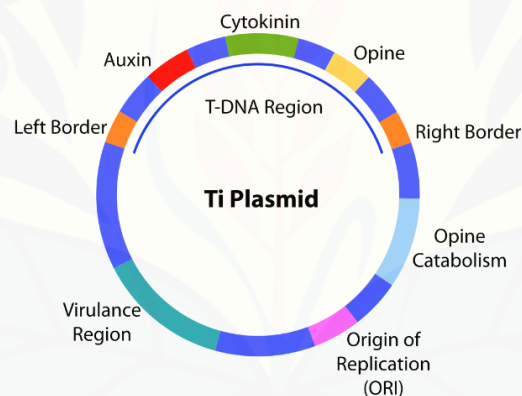 Cytokinin
Auxin
Opine
T-DNA Region
Left Border
Right Border
Ti Plasmid
Opine
Catabolism
Virulance
Region
Origin of
Replication
(ORI)